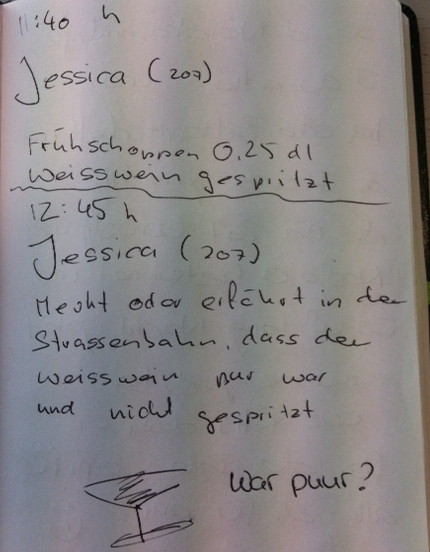 11:40 h
Jessica (207)
Frühschoppen 0,25 dl
Weisswein gespritzt
12:45 h
Jessica (207)
Merkt oder erfährt in der
Strassenbahn, dass der
Weisswein pur war
und nicht gespritzt
War puur?